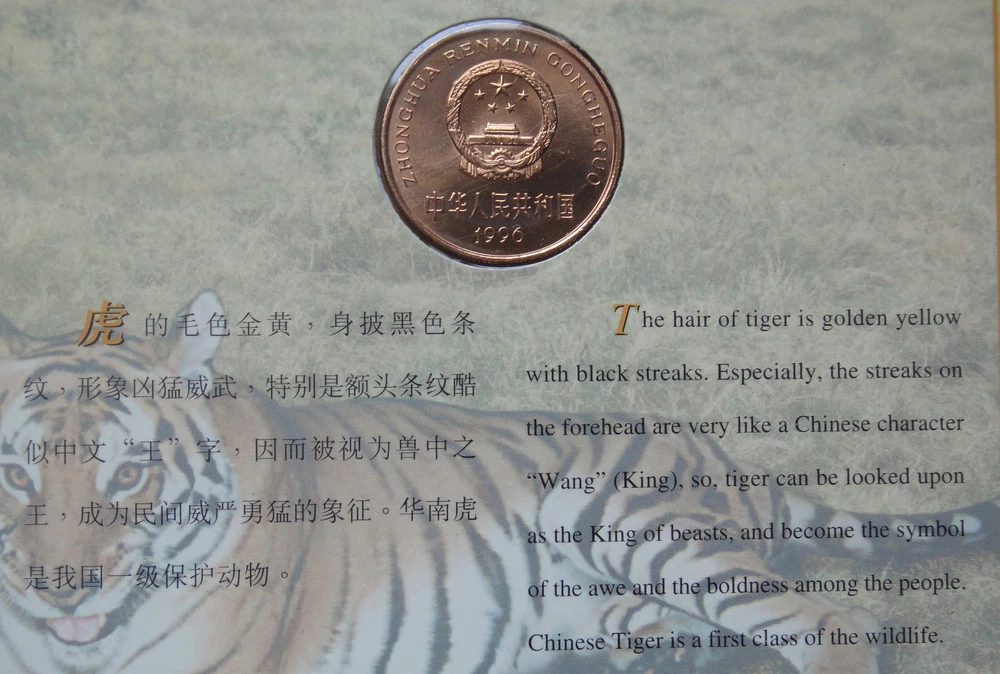 ZHONGHUA RENMIN GONGHEGUO
中华人民共和国
1996
虎的毛色金黄，身披黑色条
纹，形象凶猛威武，特别是额头条纹酷
似中文“王”字，因而被视为兽中之
王，成为民间威严勇猛的象征。华南虎
是我国一级保护动物。
The hair of tiger is golden yellow
with black streaks. Especially, the streaks on
the forehead are very like a Chinese character
“Wang” (King), so, tiger can be looked upon
as the King of beasts, and become the symbol
of the awe and the boldness among the people.
Chinese Tiger is a first class of the wildlife.